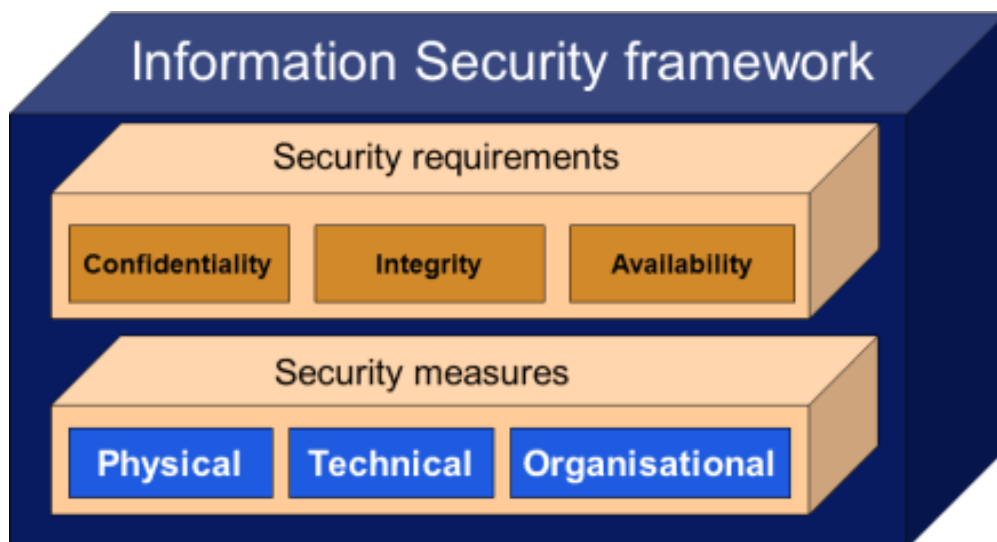 Information Security framework
Security requirements
Confidentiality
Integrity
Availability
Security measures
Physical
Technical
Organisational